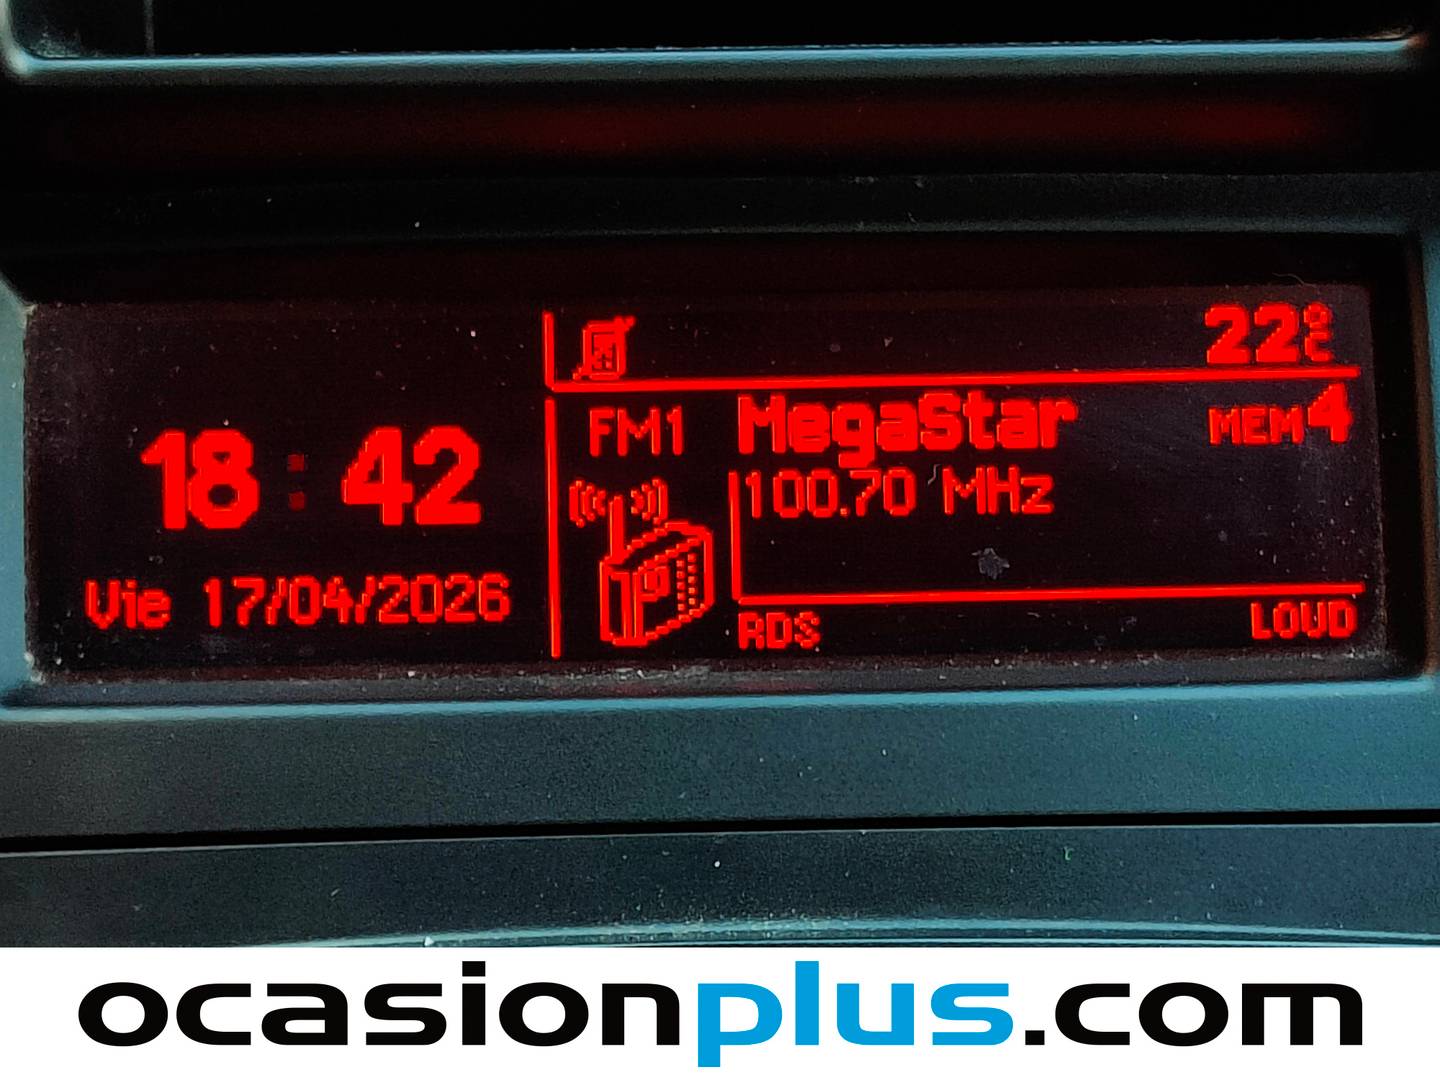 22°C
18:42
Vie 17/04/2026
FM1 MegaStar MEM4
100.70 MHz
RDS LOUD
ocasionplus.com